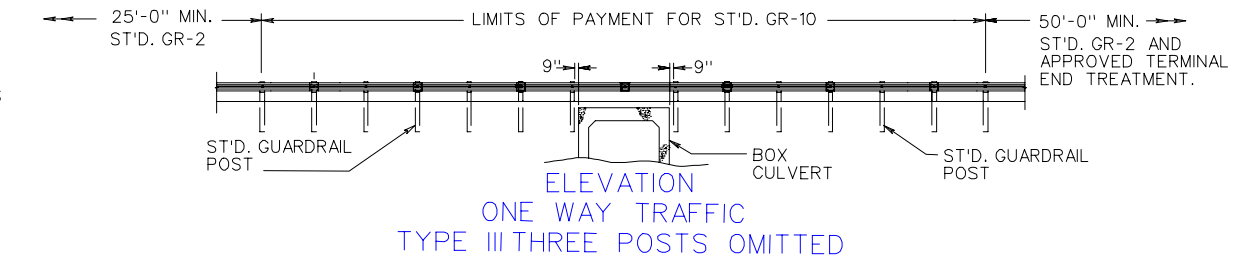 25'-0" MIN.
ST'D. GR-2
LIMITS OF PAYMENT FOR ST'D. GR-10
50'-0" MIN.
ST'D. GR-2 AND
APPROVED TERMINAL
END TREATMENT.
9"
9"
ST'D. GUARDRAIL
POST
BOX
CULVERT
ST'D. GUARDRAIL
POST
ELEVATION
ONE WAY TRAFFIC
TYPE III THREE POSTS OMITTED